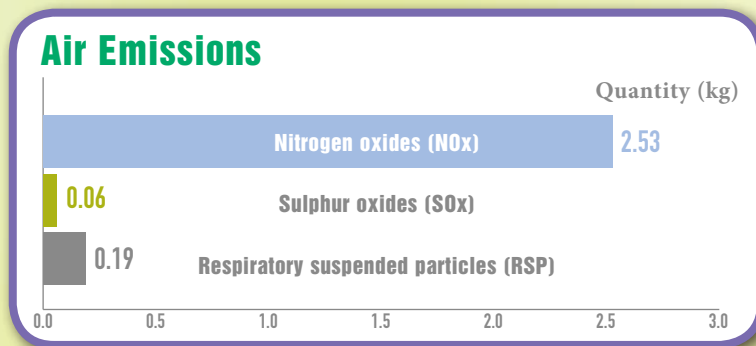 Air Emissions
Quantity (kg)
Nitrogen oxides (NOx) 2.53
0.06 Sulphur oxides (SOx)
0.19 Respiratory suspended particles (RSP)
0.0 0.5 1.0 1.5 2.0 2.5 3.0